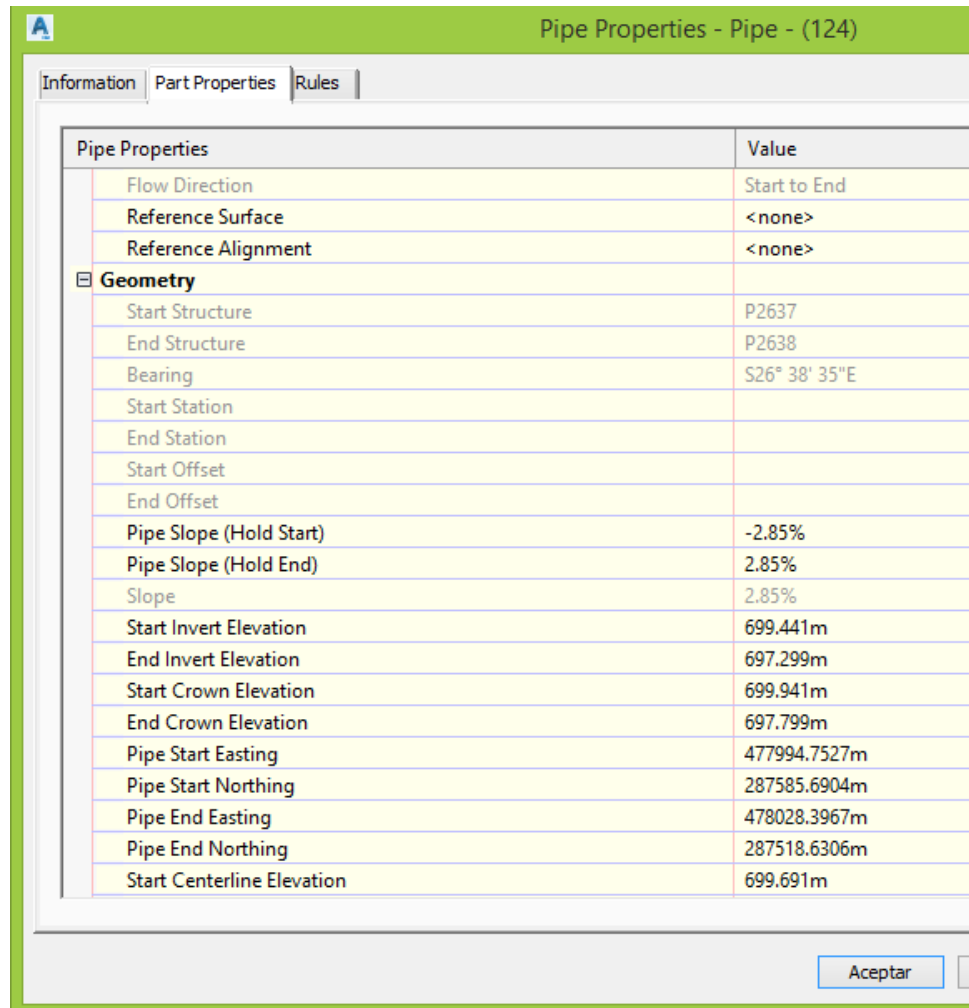 Pipe Properties - Pipe - (124)
Information Part Properties Rules
Pipe Properties Value
Flow Direction Start to End
Reference Surface <none>
Reference Alignment <none>
Geometry
Start Structure P2637
End Structure P2638
Bearing S26° 38' 35"E
Start Station
End Station
Start Offset
End Offset
Pipe Slope (Hold Start) -2.85%
Pipe Slope (Hold End) 2.85%
Slope 2.85%
Start Invert Elevation 699.441m
End Invert Elevation 697.299m
Start Crown Elevation 699.941m
End Crown Elevation 697.799m
Pipe Start Easting 477994.7527m
Pipe Start Northing 287585.6904m
Pipe End Easting 478028.3967m
Pipe End Northing 287518.6306m
Start Centerline Elevation 699.691m
Aceptar